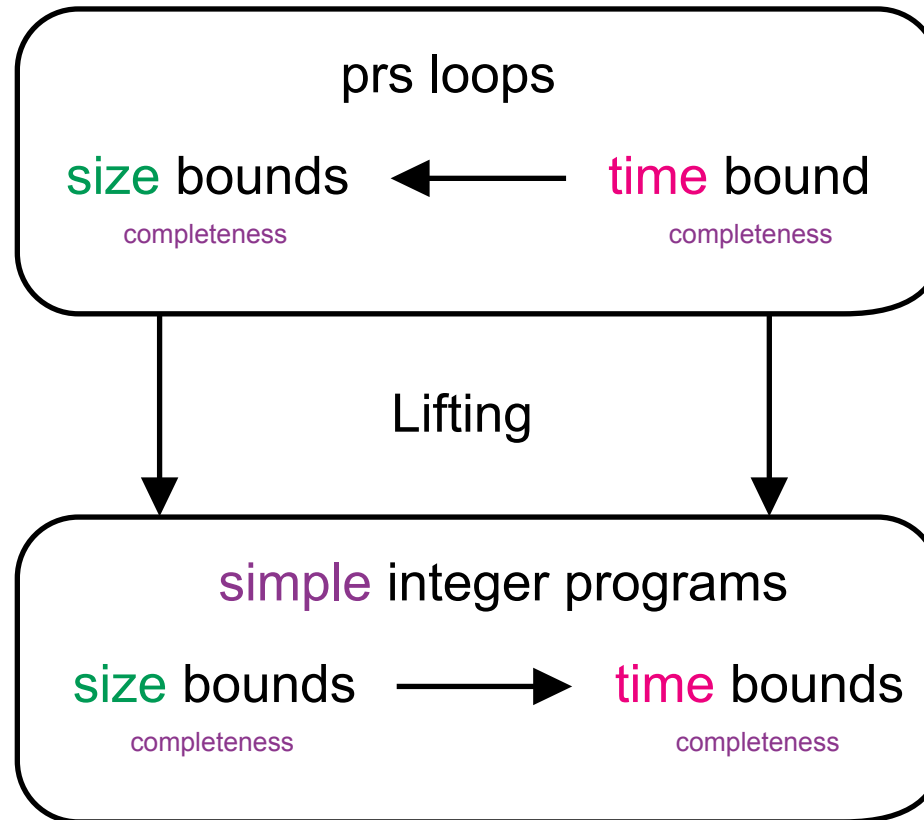 prs loops
size bounds time bound
completeness completeness
Lifting
simple integer programs
size bounds time bounds
completeness completeness